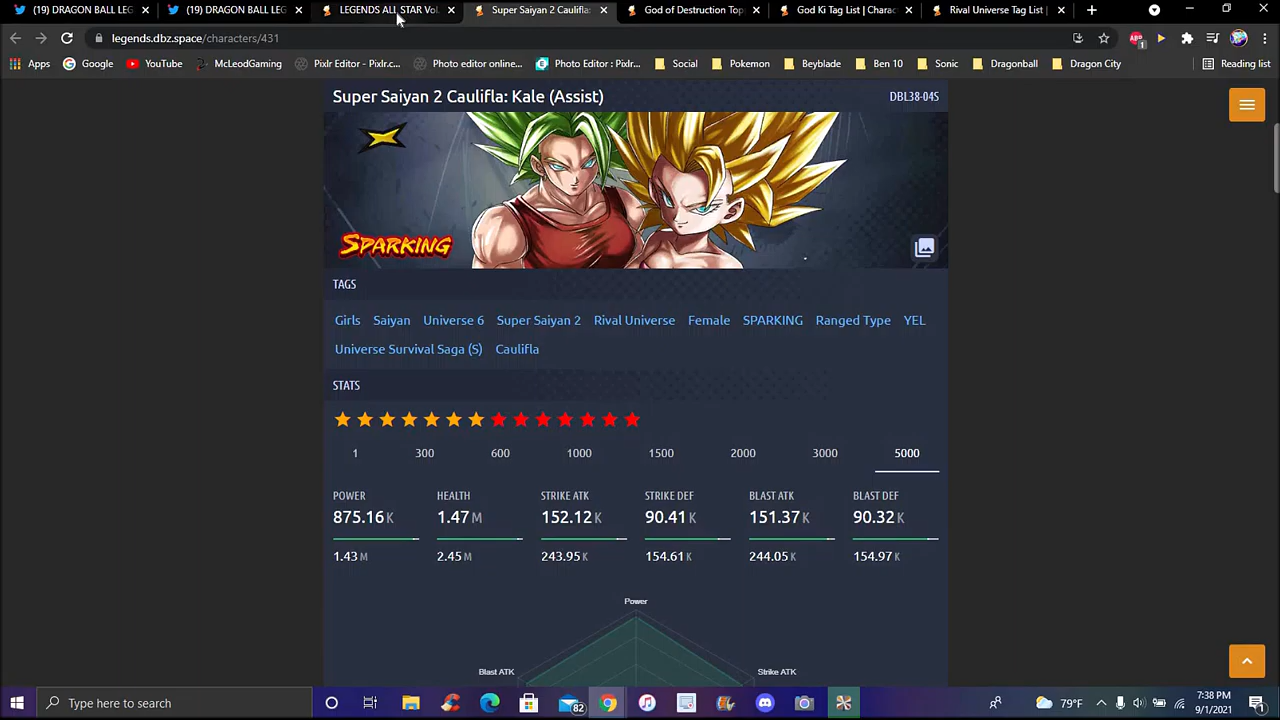 (19) DRAGON BALL LEG
(19) DRAGON BALL LEG
LEGENDS ALL STAR Vol.
Super Saiyan 2 Caulifla:
God of Destruction Top
God Ki Tag List | Charac
Rival Universe Tag List |
legends.dbz.space/characters/431
ABP
1
Apps
Google
YouTube
McLeodGaming
Pixlr Editor - Pixlr.c...
Photo editor online...
Photo Editor : Pixlr...
Social
Pokemon
Beyblade
Ben 10
Sonic
Dragonball
Dragon City
Reading list
Super Saiyan 2 Caulifla: Kale (Assist)
DBL38-04S
SPARKING
TAGS
Girls Saiyan Universe 6 Super Saiyan 2 Rival Universe Female SPARKING Ranged Type YEL
Universe Survival Saga (S) Caulifla
STATS
1 300 600 1000 1500 2000 3000 5000
POWER HEALTH STRIKE ATK STRIKE DEF BLAST ATK BLAST DEF
875.16 K 1.47 M 152.12 K 90.41 K 151.37 K 90.32 K
1.43 M 2.45 M 243.95 K 154.61 K 244.05 K 154.97 K
Power
Blast ATK
Strike ATK
Type here to search
82
79°F
7:38 PM
9/1/2021
1